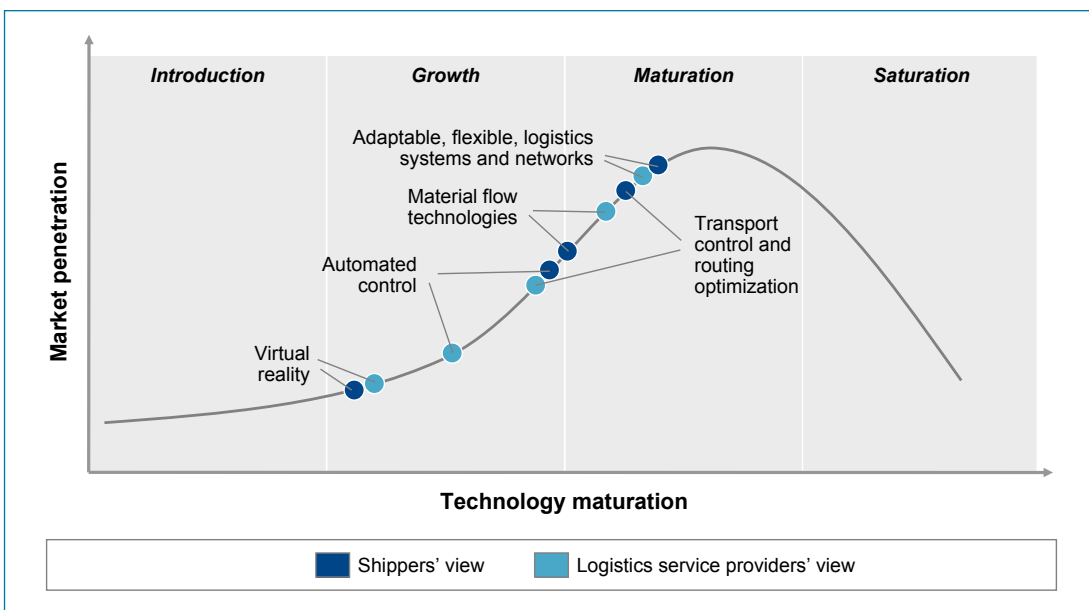 Introduction
Growth
Maturation
Saturation
Adaptable, flexible, logistics
systems and networks
Material flow
technologies
Transport
control and
routing
optimization
Automated
control
Virtual
reality
Market penetration
Technology maturation
Shippers’ view
Logistics service providers’ view